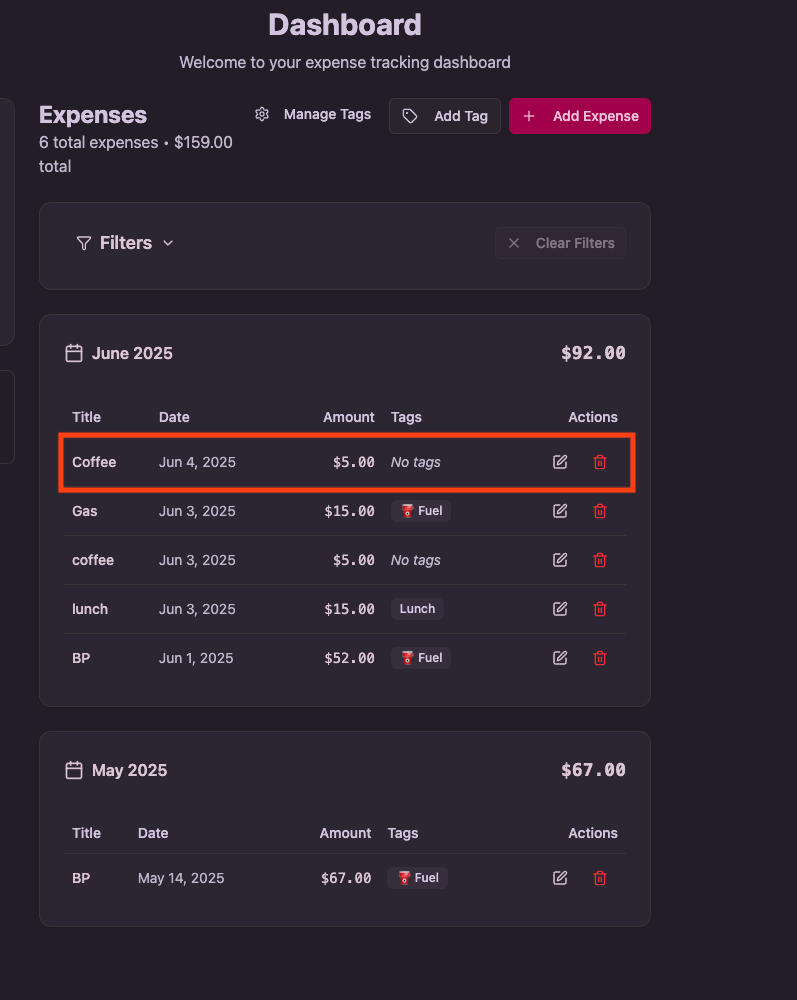 Dashboard
Welcome to your expense tracking dashboard
Expenses
6 total expenses • $159.00
total
Manage Tags
Add Tag
Add Expense
Filters
Clear Filters
June 2025 $92.00
Title Date Amount Tags Actions
Coffee Jun 4, 2025 $5.00 No tags
Gas Jun 3, 2025 $15.00 Fuel
coffee Jun 3, 2025 $5.00 No tags
lunch Jun 3, 2025 $15.00 Lunch
BP Jun 1, 2025 $52.00 Fuel
May 2025 $67.00
Title Date Amount Tags Actions
BP May 14, 2025 $67.00 Fuel